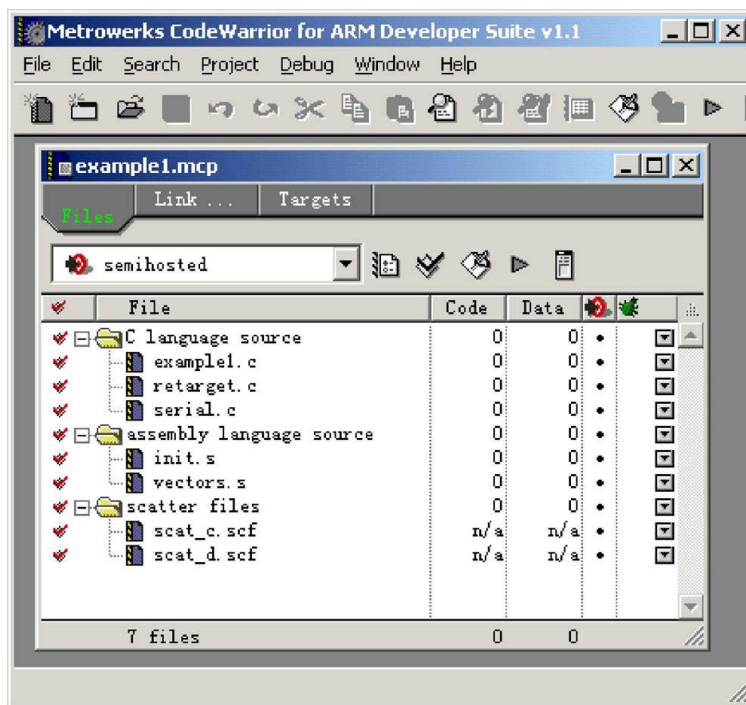 Metrowerks CodeWarrior for ARM Developer Suite v1.1
File Edit Search Project Debug Window Help
example1.mcp
Files Link ... Targets
semihosted
File Code Data
C language source 0 0
example1.c 0 0
retarget.c 0 0
serial.c 0 0
assembly language source 0 0
init.s 0 0
vectors.s 0 0
scatter files 0 0
scat_c.scf n/a n/a
scat_d.scf n/a n/a
7 files 0 0